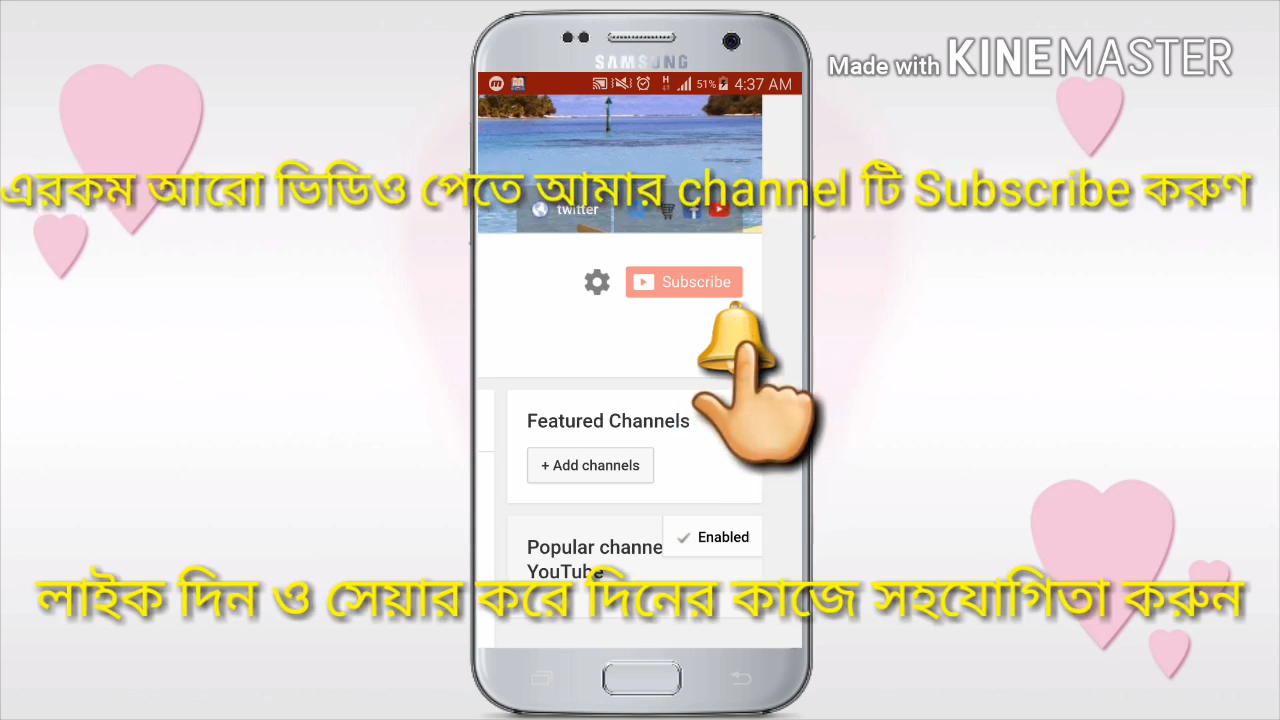 Made with KINEMASTER
SAMSUNG
H 51% 4:37 AM
এরকম আরো ভিডিও পেতে আমার channel টি Subscribe করুণ
twitter
Subscribe
Featured Channels
+ Add channels
Enabled
Popular channe
YouTube
লাইক দিন ও সেয়ার করে দিনের কাজে সহযোগিতা করুন